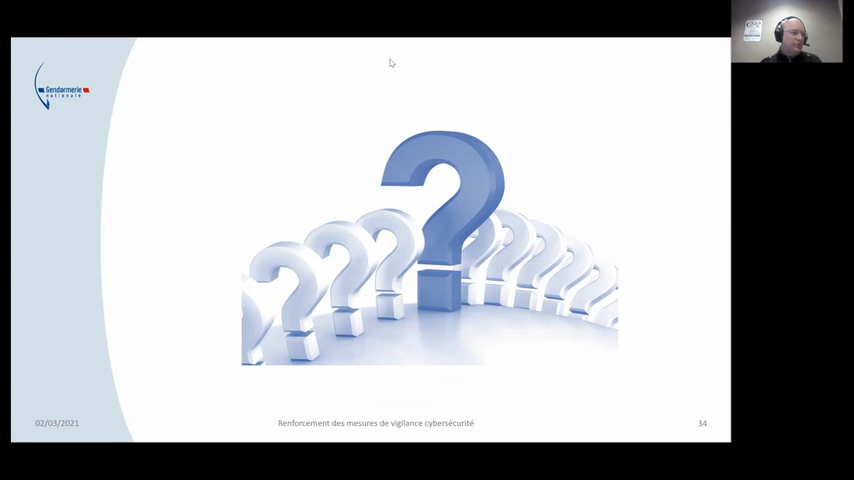 Gendarmerie
nationale
02/03/2021
Renforcement des mesures de vigilance cybersécurité
34